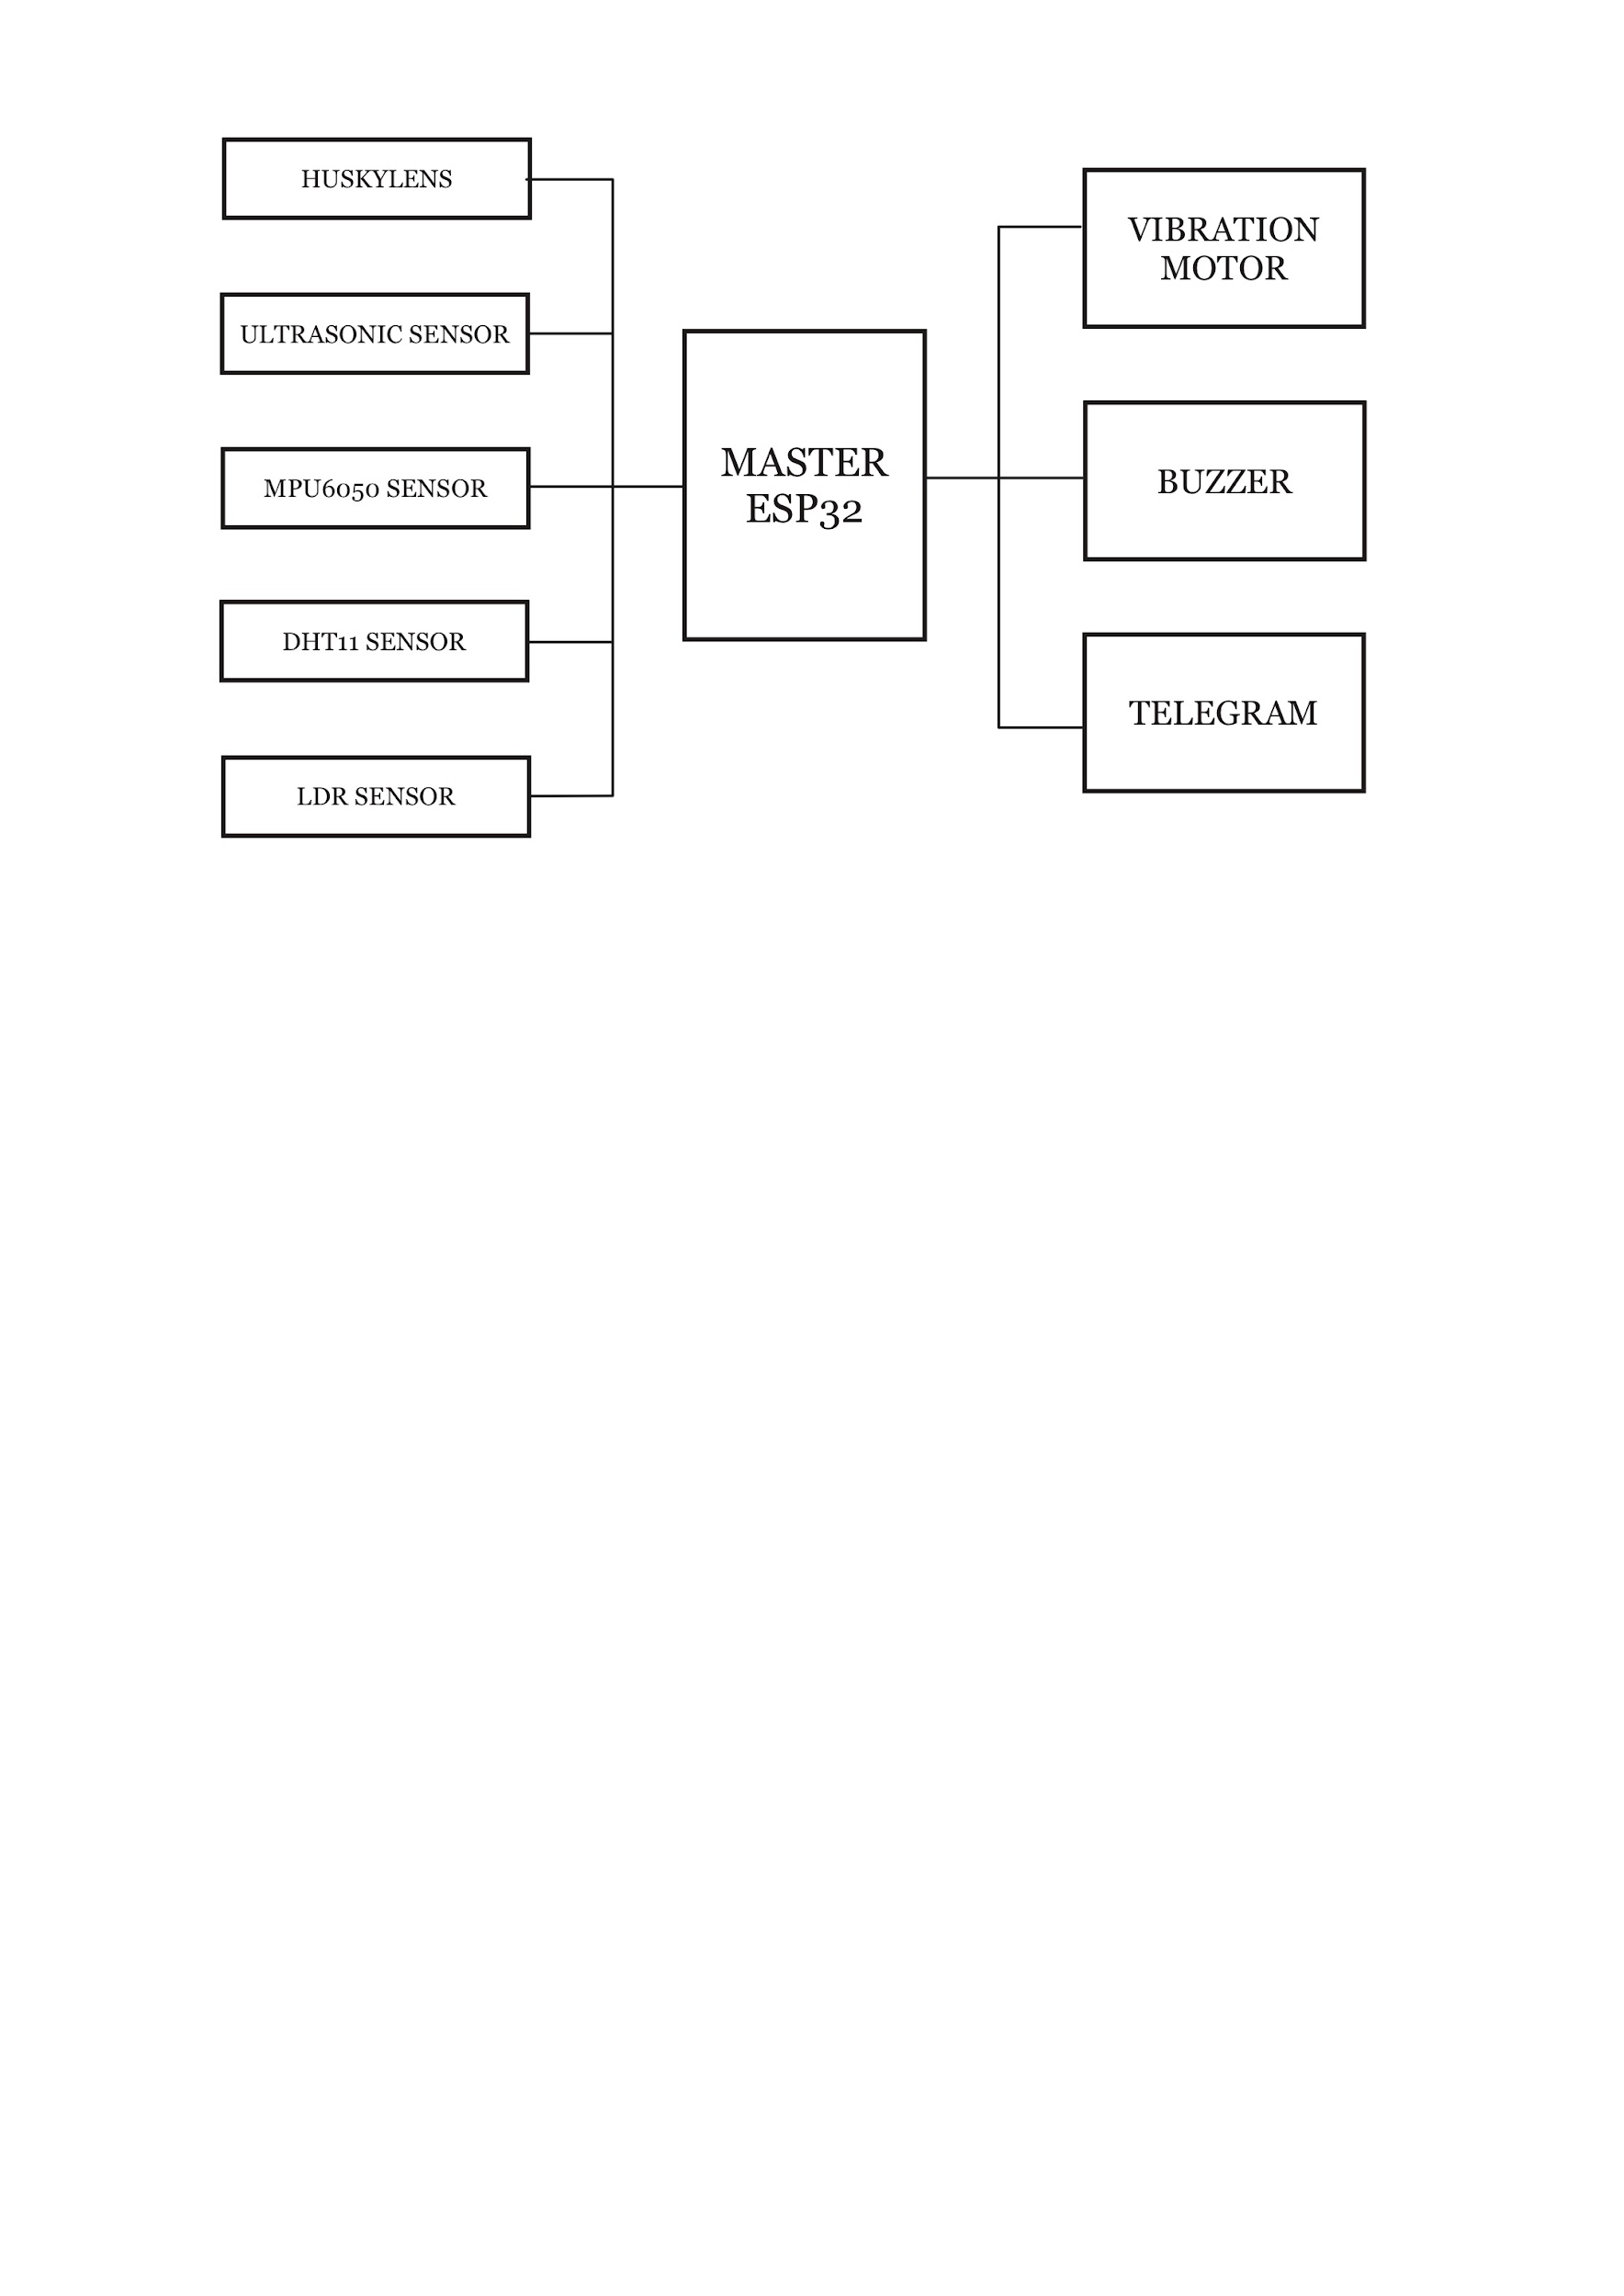 HUSKYLENS
ULTRASONIC SENSOR
MPU6050 SENSOR
DHT11 SENSOR
LDR SENSOR
MASTER
ESP32
VIBRATION
MOTOR
BUZZER
TELEGRAM